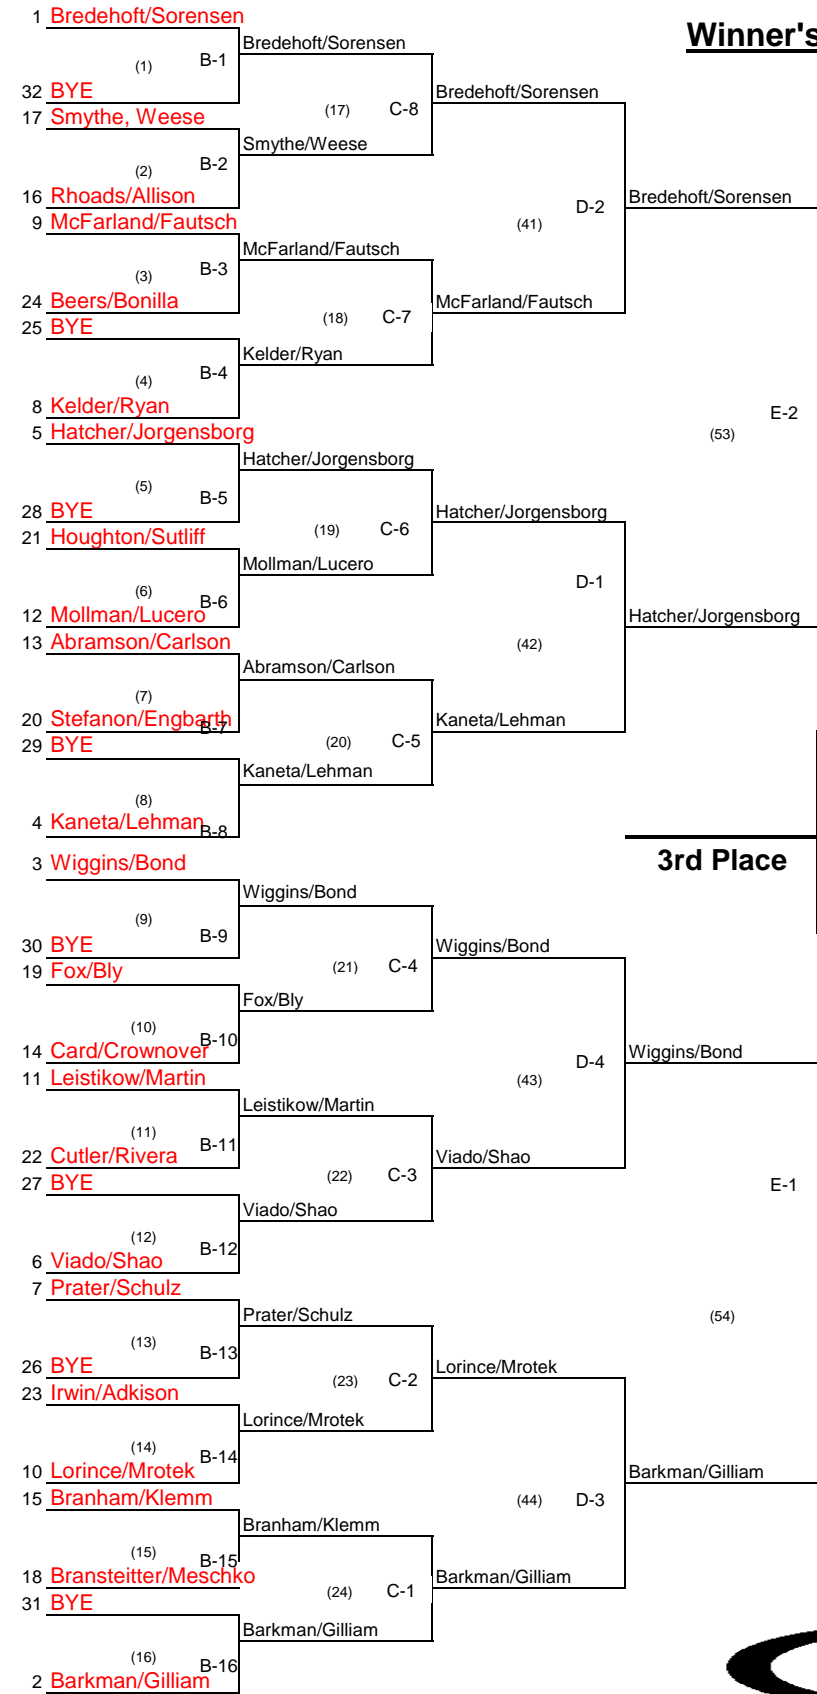 1 Bredehoft/Sorensen
Winner's
Bredehoft/Sorensen
(1) B-1
32 BYE
Bredehoft/Sorensen
(17) C-8
17 Smythe, Weese
Smythe/Weese
(2) B-2
16 Rhoads/Allison
Bredehoft/Sorensen
D-2
9 McFarland/Fautsch
(41)
McFarland/Fautsch
(3) B-3
24 Beers/Bonilla
McFarland/Fautsch
(18) C-7
25 BYE
Kelder/Ryan
(4) B-4
8 Kelder/Ryan
E-2
5 Hatcher/Jorgensborg
(53)
Hatcher/Jorgensborg
(5) B-5
28 BYE
Hatcher/Jorgensborg
(19) C-6
21 Houghton/Sutliff
Mollman/Lucero
D-1
(6) B-6
12 Mollman/Lucero
Hatcher/Jorgensborg
13 Abramson/Carlson
(42)
Abramson/Carlson
(7)
20 Stefanon/Engbarth
B-7
Kaneta/Lehman
29 BYE
(20) C-5
Kaneta/Lehman
(8)
4 Kaneta/Lehman
B-8
3rd Place
3 Wiggins/Bond
Wiggins/Bond
(9) B-9
30 BYE
Wiggins/Bond
19 Fox/Bly
(21) C-4
Fox/Bly
(10) B-10
14 Card/Crownover
Wiggins/Bond
D-4
11 Leistikow/Martin
(43)
Leistikow/Martin
(11) B-11
22 Cutler/Rivera
Viado/Shao
(22) C-3
27 BYE
E-1
Viado/Shao
(12) B-12
6 Viado/Shao
7 Prater/Schulz
Prater/Schulz
(54)
(13) B-13
26 BYE
Lorince/Mrotek
(23) C-2
23 Irwin/Adkison
Lorince/Mrotek
(14) B-14
10 Lorince/Mrotek
Barkman/Gilliam
15 Branham/Klemm
(44) D-3
Branham/Klemm
(15) B-15
18 Bransteitter/Meschko
Barkman/Gilliam
(24) C-1
31 BYE
Barkman/Gilliam
(16) B-16
2 Barkman/Gilliam